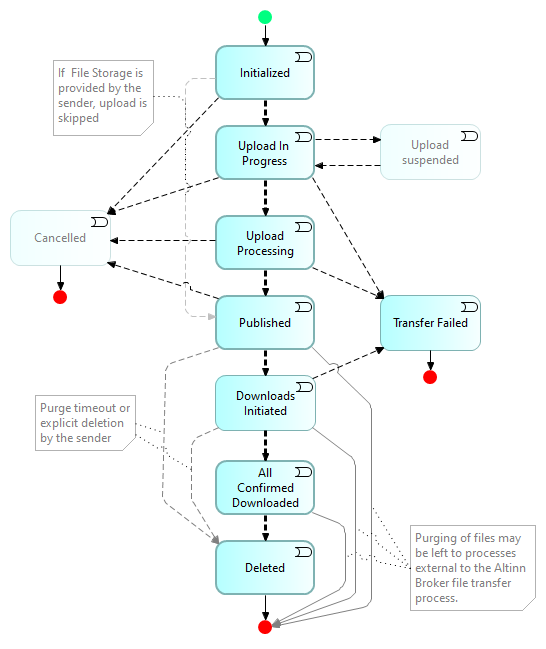 Initialized
If  File Storage is
provided by the
sender, upload is
skipped
Upload In
Progress
Upload
suspended
Cancelled
Upload
Processing
Published
Transfer Failed
Downloads
Initiated
Purge timeout or
explicit deletion
by the sender
All
Confirmed
Downloaded
Purging of files may
be left to processes
external to the Altinn
Broker file transfer
process.
Deleted